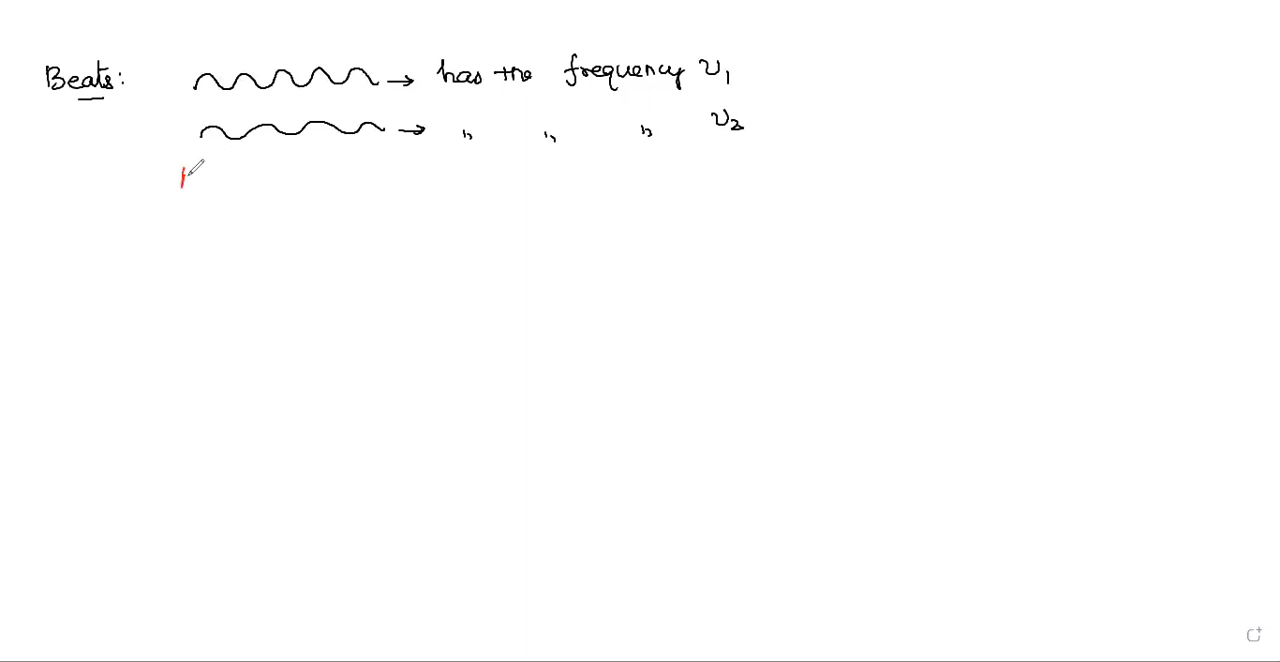 Beats: → has the frequency ν₁
→ " " " ν₂